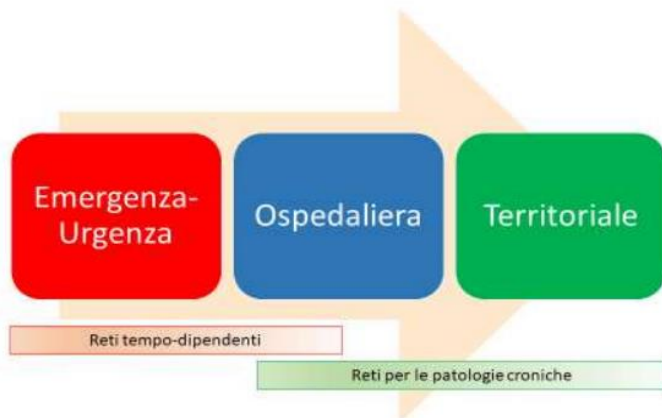 Emergenza-
Urgenza
Ospedaliera
Territoriale
Reti tempo-dipendenti
Reti per le patologie croniche